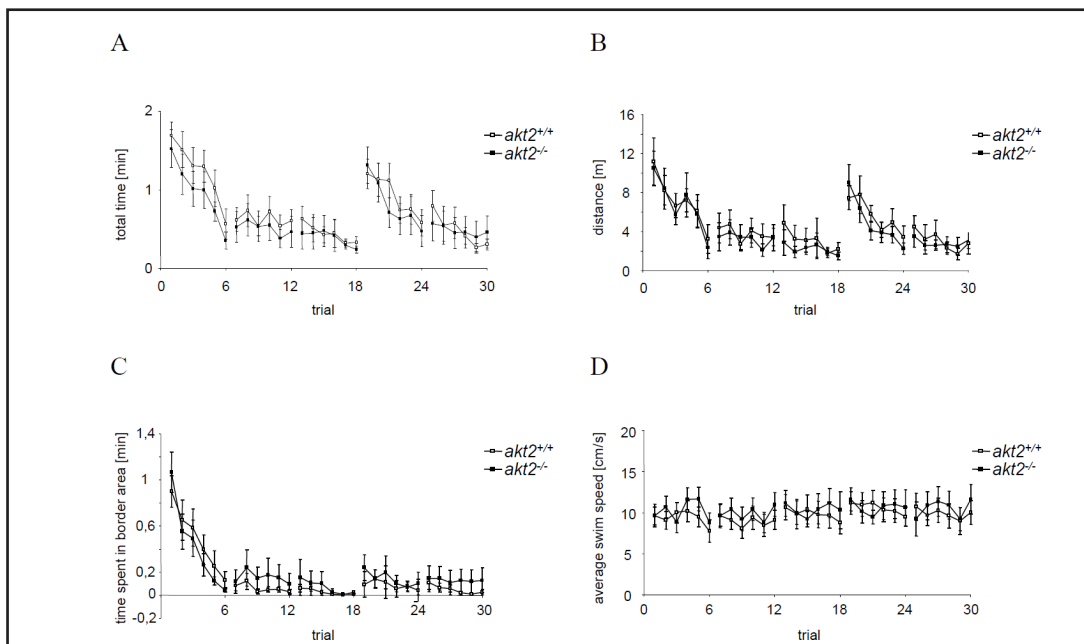 A
total time [min]
2
1
0
0 6 12 18 24 30
trial
akt2+/+
akt2-/-
B
distance [m]
16
12
8
4
0
0 6 12 18 24 30
trial
akt2+/+
akt2-/-
C
time spent in border area [min]
1,4
1
0,6
0,2
0
-0,2
6 12 18 24 30
trial
akt2+/+
akt2-/-
D
average swim speed [cm/s]
20
15
10
5
0
0 6 12 18 24 30
trial
akt2+/+
akt2-/-